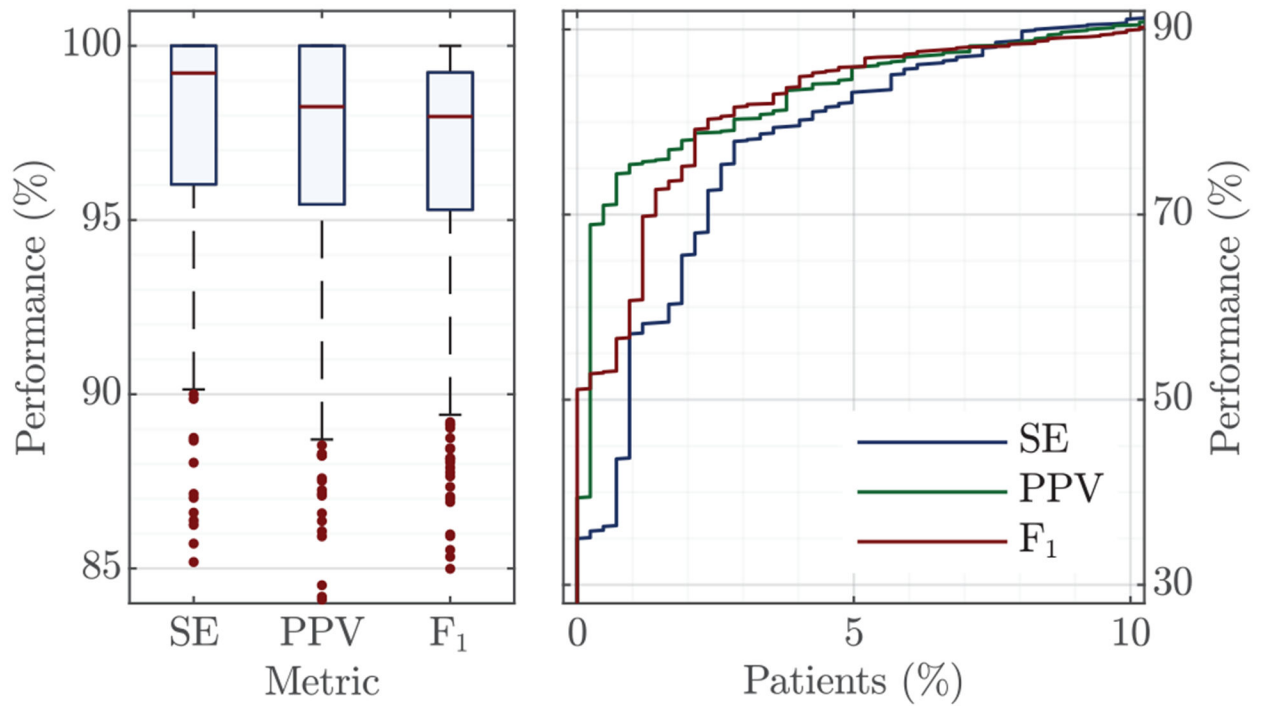 Performance (%)
100
95
90
85
SE PPV F₁
Metric
SE
PPV
F₁
90
70
50
30
Performance (%)
0 5 10
Patients (%)